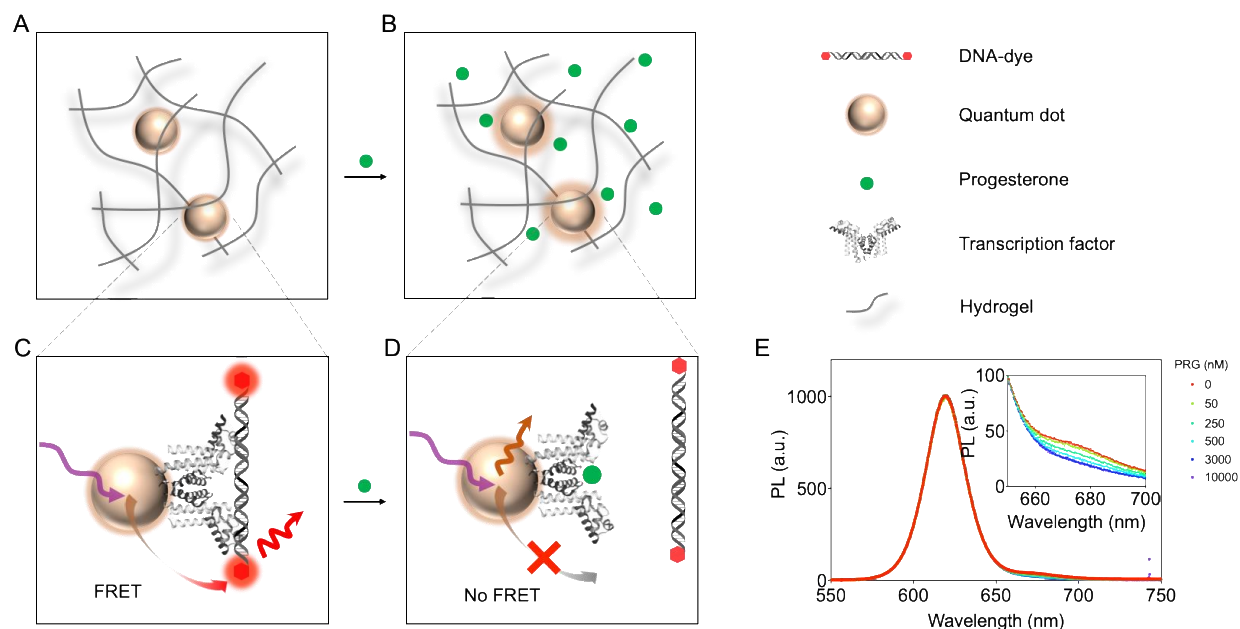 A
B
DNA-dye
Quantum dot
Progesterone
Transcription factor
Hydrogel
C
FRET
D
No FRET
E
PL (a.u.)
1000
500
0
550
600
650
700
750
Wavelength (nm)
PL (a.u.)
100
50
0
660
680
700
Wavelength (nm)
PRG (nM)
0
50
250
500
3000
10000